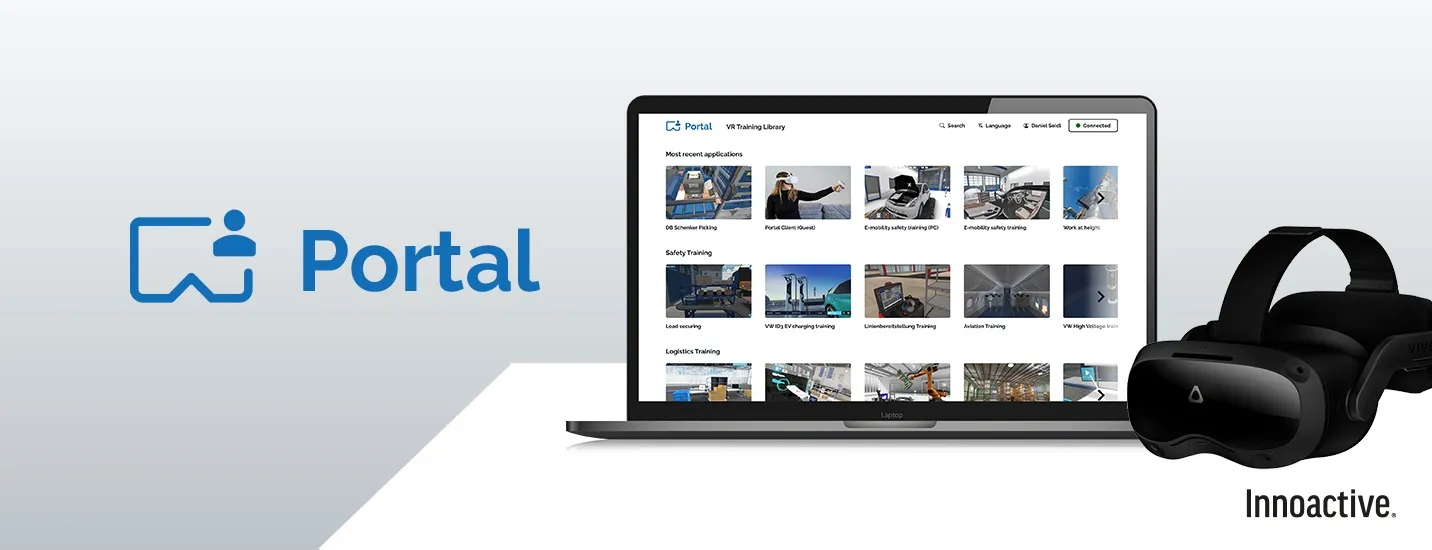 Portal
Portal VR Training Library Search Language Daniel Seidl Connected
Most recent applications
DB Schenker Picking Portal Client (Quest) E-mobility safety training (PC) E-mobility safety training Work at height
Safety Training
Load securing VW ID3 EV charging training Linienbereitstellung Training Aviation Training VW High Voltage train
Logistics Training
Laptop
VIVE
Innoactive®